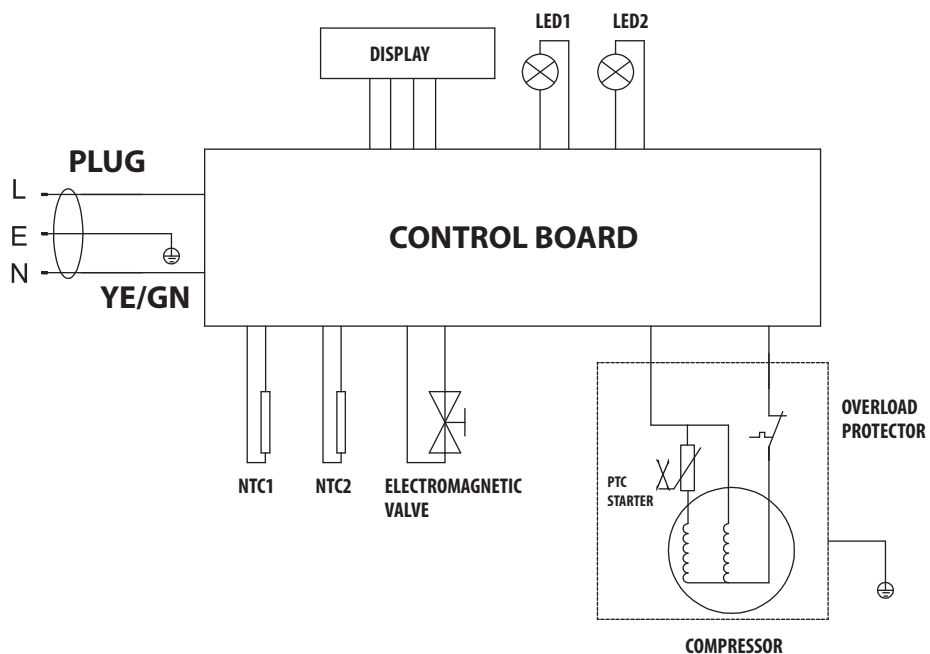 LED1
LED2
DISPLAY
PLUG
L
E
N
YE/GN
CONTROL BOARD
NTC1
NTC2
ELECTROMAGNETIC
VALVE
PTC
STARTER
OVERLOAD
PROTECTOR
COMPRESSOR